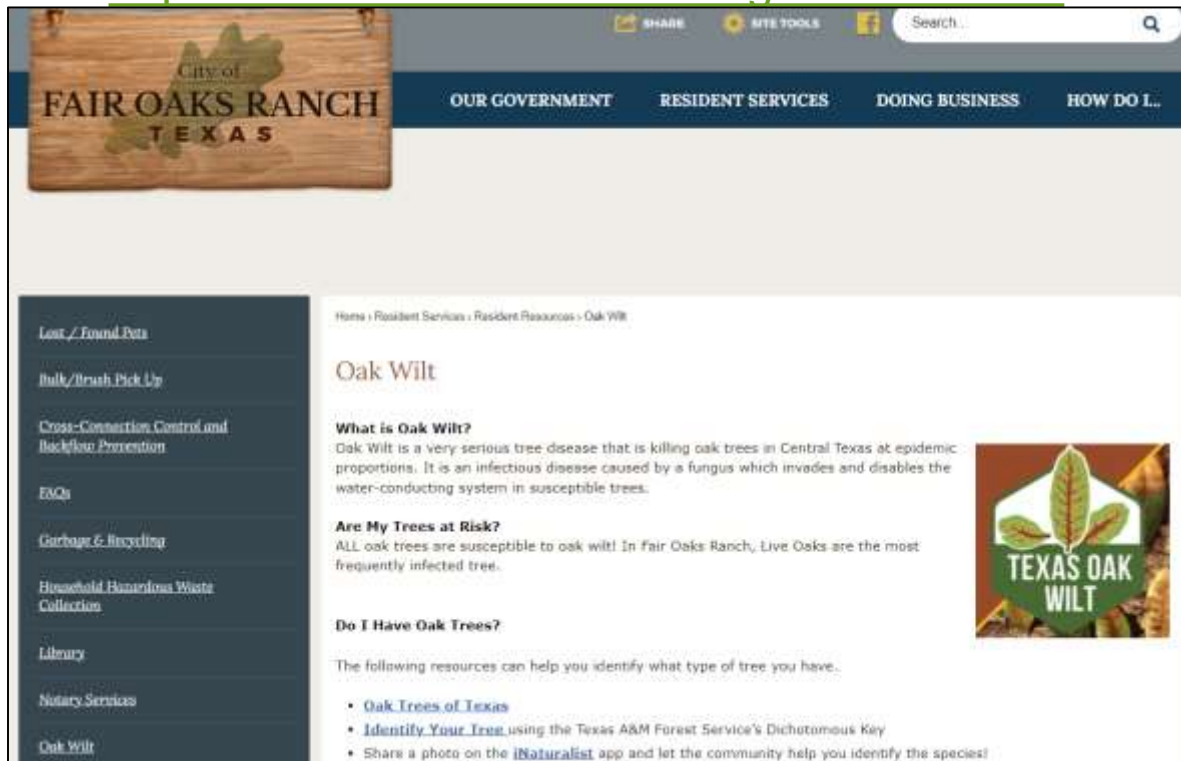 SHARE
SITE TOOLS
Search...
City of
FAIR OAKS RANCH
TEXAS
OUR GOVERNMENT
RESIDENT SERVICES
DOING BUSINESS
HOW DO I...
Lost / Found Pets
Bulk/Brush Pick Up
Cross-Connection Control and
Backflow Prevention
FAQs
Garbage & Recycling
Household Hazardous Waste
Collection
Library
Notary Services
Oak Wilt
Home › Resident Services › Resident Resources › Oak Wilt
Oak Wilt
What is Oak Wilt?
Oak Wilt is a very serious tree disease that is killing oak trees in Central Texas at epidemic
proportions. It is an infectious disease caused by a fungus which invades and disables the
water-conducting system in susceptible trees.
Are My Trees at Risk?
ALL oak trees are susceptible to oak wilt! In Fair Oaks Ranch, Live Oaks are the most
frequently infected tree.
TEXAS OAK
WILT
Do I Have Oak Trees?
The following resources can help you identify what type of tree you have.
• Oak Trees of Texas
• Identify Your Tree using the Texas A&M Forest Service's Dichotomous Key
• Share a photo on the iNaturalist app and let the community help you identify the species!